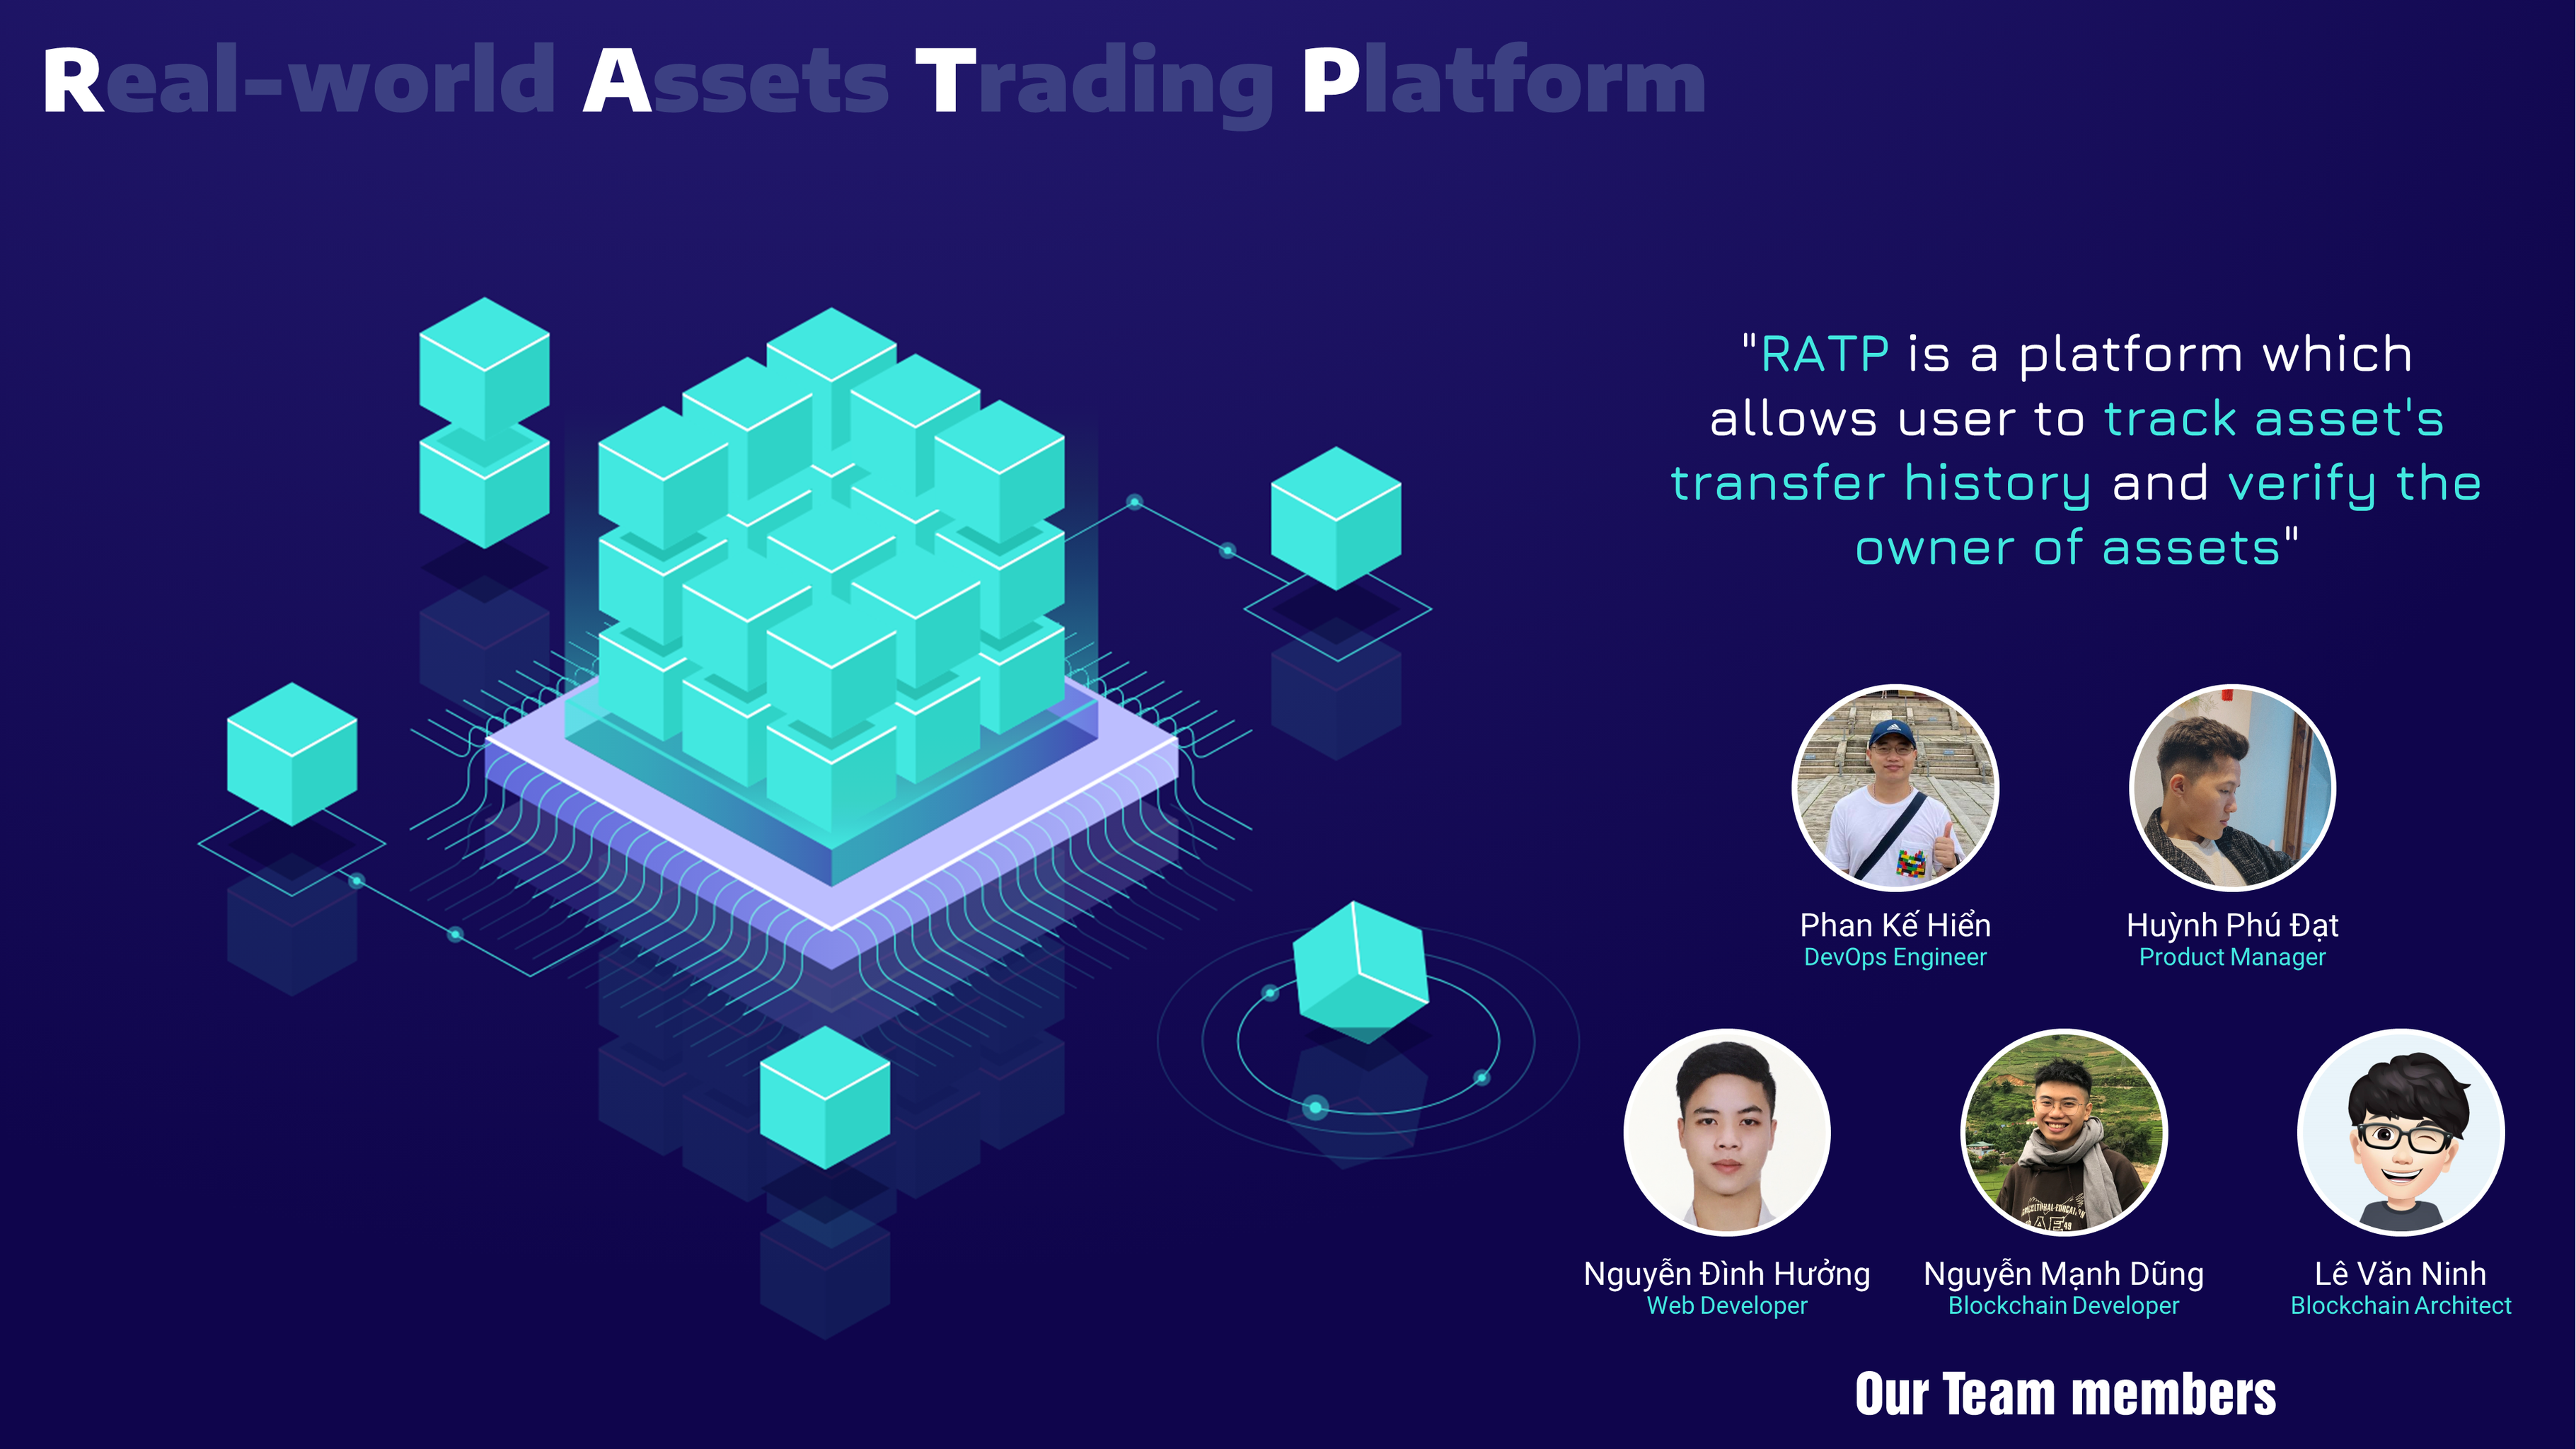 Real-world Assets Trading Platform
"RATP is a platform which
allows user to track asset's
transfer history and verify the
owner of assets"
Phan Kế Hiển
DevOps Engineer
Huỳnh Phú Đạt
Product Manager
Nguyễn Đình Hưởng
Web Developer
Nguyễn Mạnh Dũng
Blockchain Developer
Lê Văn Ninh
Blockchain Architect
Our Team members